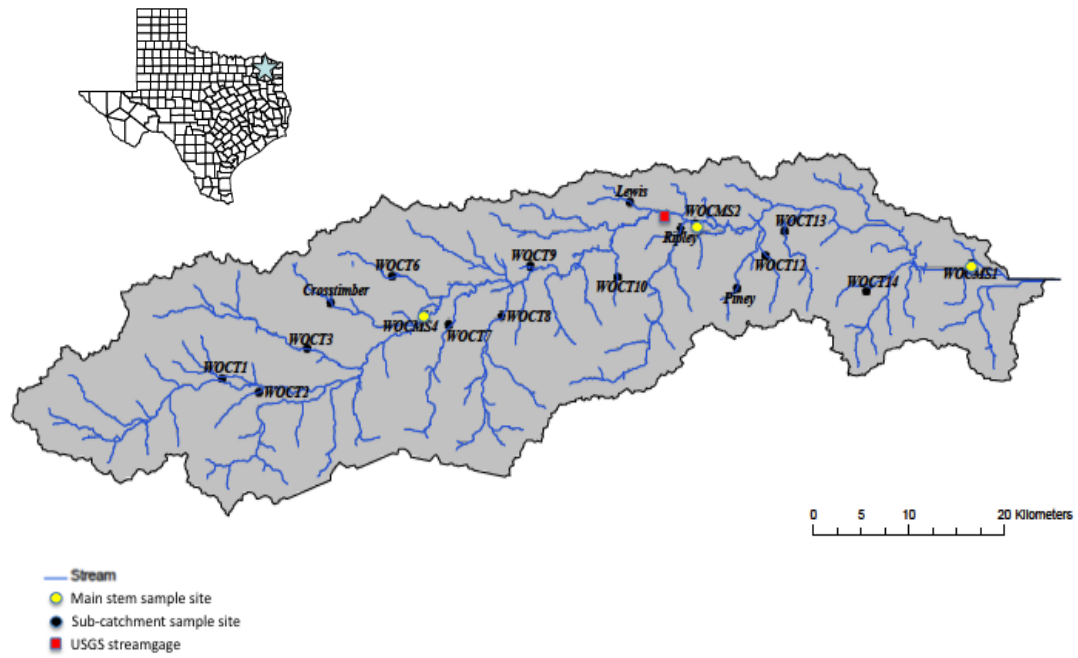 Lewis
WOCMS2
WOCT13
Ripley
WOCT9
WOCT12
WOCMS1
WOCT6
WOCT10
WOCT14
Crosstimber
Piney
WOCMS4
WOCT8
WOCT7
WOCT3
WOCT1
WOCT2
0 5 10 20 Kilometers
Stream
Main stem sample site
Sub-catchment sample site
USGS streamgage